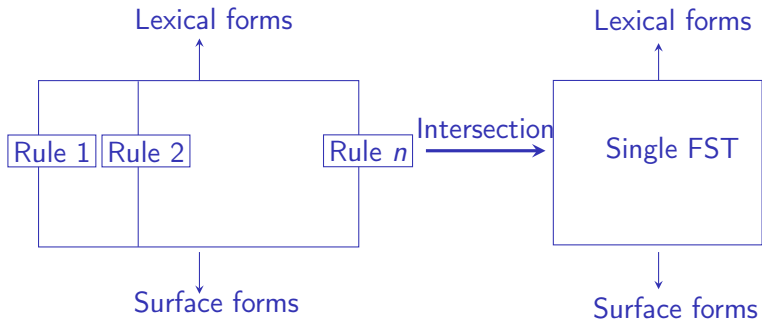 Lexical forms
Rule 1
Rule 2
Rule n
Surface forms
Intersection
Lexical forms
Single FST
Surface forms